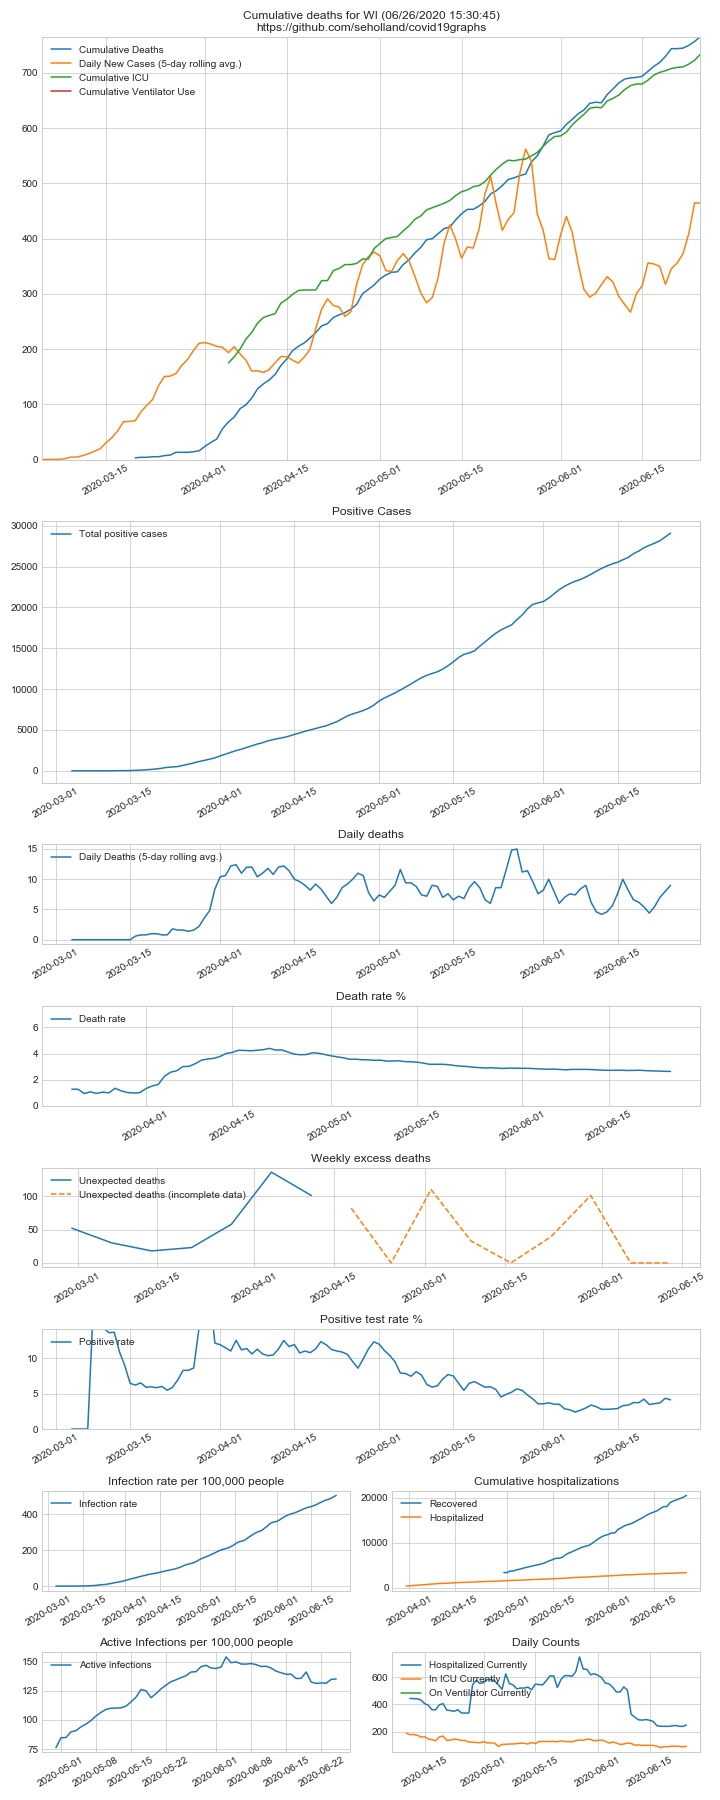 Cumulative deaths for WI (06/26/2020 15:30:45)
https://github.com/seholland/covid19graphs
Cumulative Deaths
Daily New Cases (5-day rolling avg.)
Cumulative ICU
Cumulative Ventilator Use
700
600
500
400
300
200
100
0
2020-03-15 2020-04-01 2020-04-15 2020-05-01 2020-05-15 2020-06-01 2020-06-15
Positive Cases
Total positive cases
30000
25000
20000
15000
10000
5000
0
2020-03-01 2020-03-15 2020-04-01 2020-04-15 2020-05-01 2020-05-15 2020-06-01 2020-06-15
Daily deaths
Daily Deaths (5-day rolling avg.)
15
10
5
0
2020-03-01 2020-03-15 2020-04-01 2020-04-15 2020-05-01 2020-05-15 2020-06-01 2020-06-15
Death rate %
Death rate
6
4
2
0
2020-04-01 2020-04-15 2020-05-01 2020-05-15 2020-06-01 2020-06-15
Weekly excess deaths
Unexpected deaths
Unexpected deaths (incomplete data)
100
50
0
2020-03-01 2020-03-15 2020-04-01 2020-04-15 2020-05-01 2020-05-15 2020-06-01 2020-06-15
Positive test rate %
Positive rate
10
5
0
2020-03-01 2020-03-15 2020-04-01 2020-04-15 2020-05-01 2020-05-15 2020-06-01 2020-06-15
Infection rate per 100,000 people
Infection rate
400
200
0
2020-03-01 2020-03-15 2020-04-01 2020-04-15 2020-05-01 2020-05-15 2020-06-01 2020-06-15
Cumulative hospitalizations
Recovered
Hospitalized
20000
10000
0
2020-04-01 2020-04-15 2020-05-01 2020-05-15 2020-06-01 2020-06-15
Active Infections per 100,000 people
Active infections
150
125
100
75
2020-05-01 2020-05-08 2020-05-15 2020-05-22 2020-06-01 2020-06-08 2020-06-15 2020-06-22
Daily Counts
Hospitalized Currently
In ICU Currently
On Ventilator Currently
600
400
200
2020-04-15 2020-05-01 2020-05-15 2020-06-01 2020-06-15